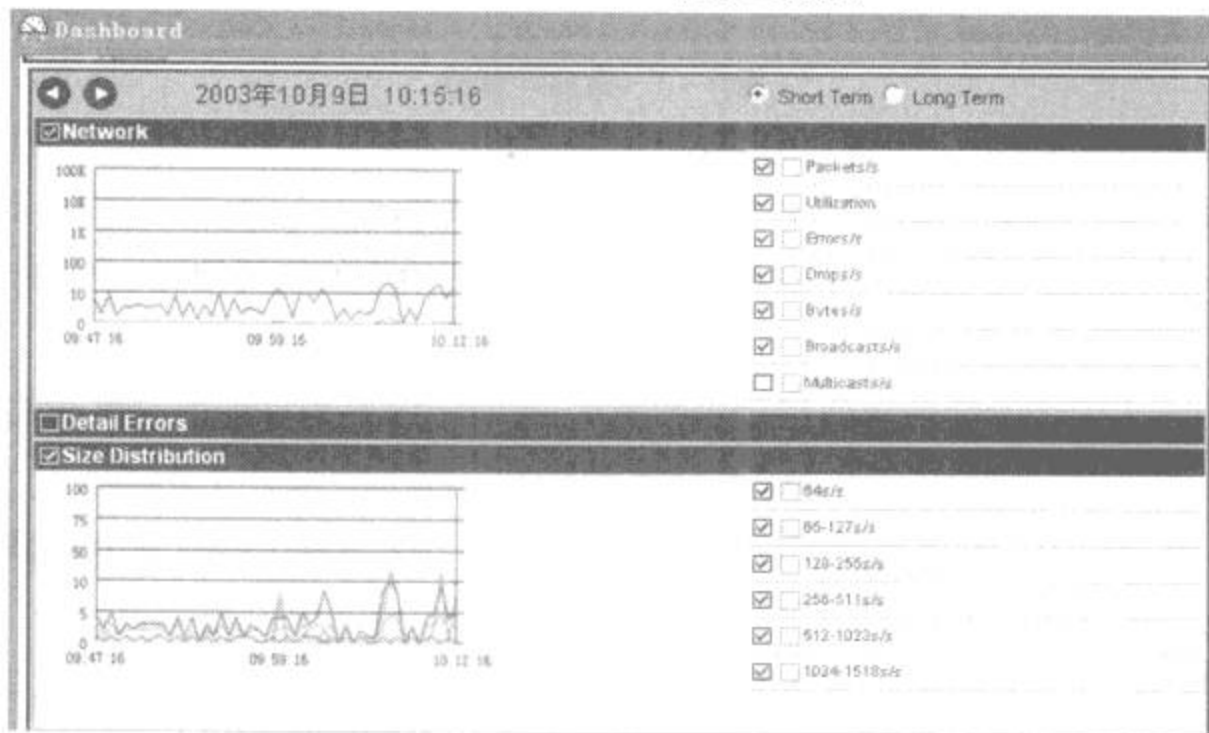 Dashboard
2003年10月9日 10:15:16
Short Term Long Term
Network
100K
10K
1K
100
10
0
09 47 16 09 59 16 10 12 16
Packets/s
Utilization
Errors/s
Drops/s
Bytes/s
Broadcasts/s
Multicasts/s
Detail Errors
Size Distribution
100
75
50
10
5
0
09 47 16 09 59 16 10 12 16
64s/s
65-127s/s
128-255s/s
256-511s/s
512-1023s/s
1024-1518s/s